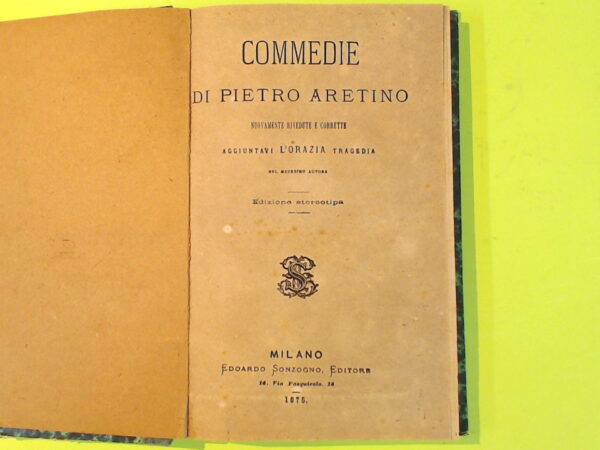 COMMEDIE
DI PIETRO ARETINO
NUOVAMENTE RIVEDUTE E CORRETTE
AGGIUNTAVI L'ORAZIA TRAGEDIA
DEL MEDESIMO AUTORE
Edizione stereotipa
MILANO
EDOARDO SONZOGNO, EDITORE
14. Via Pasquirolo. 14
1875.